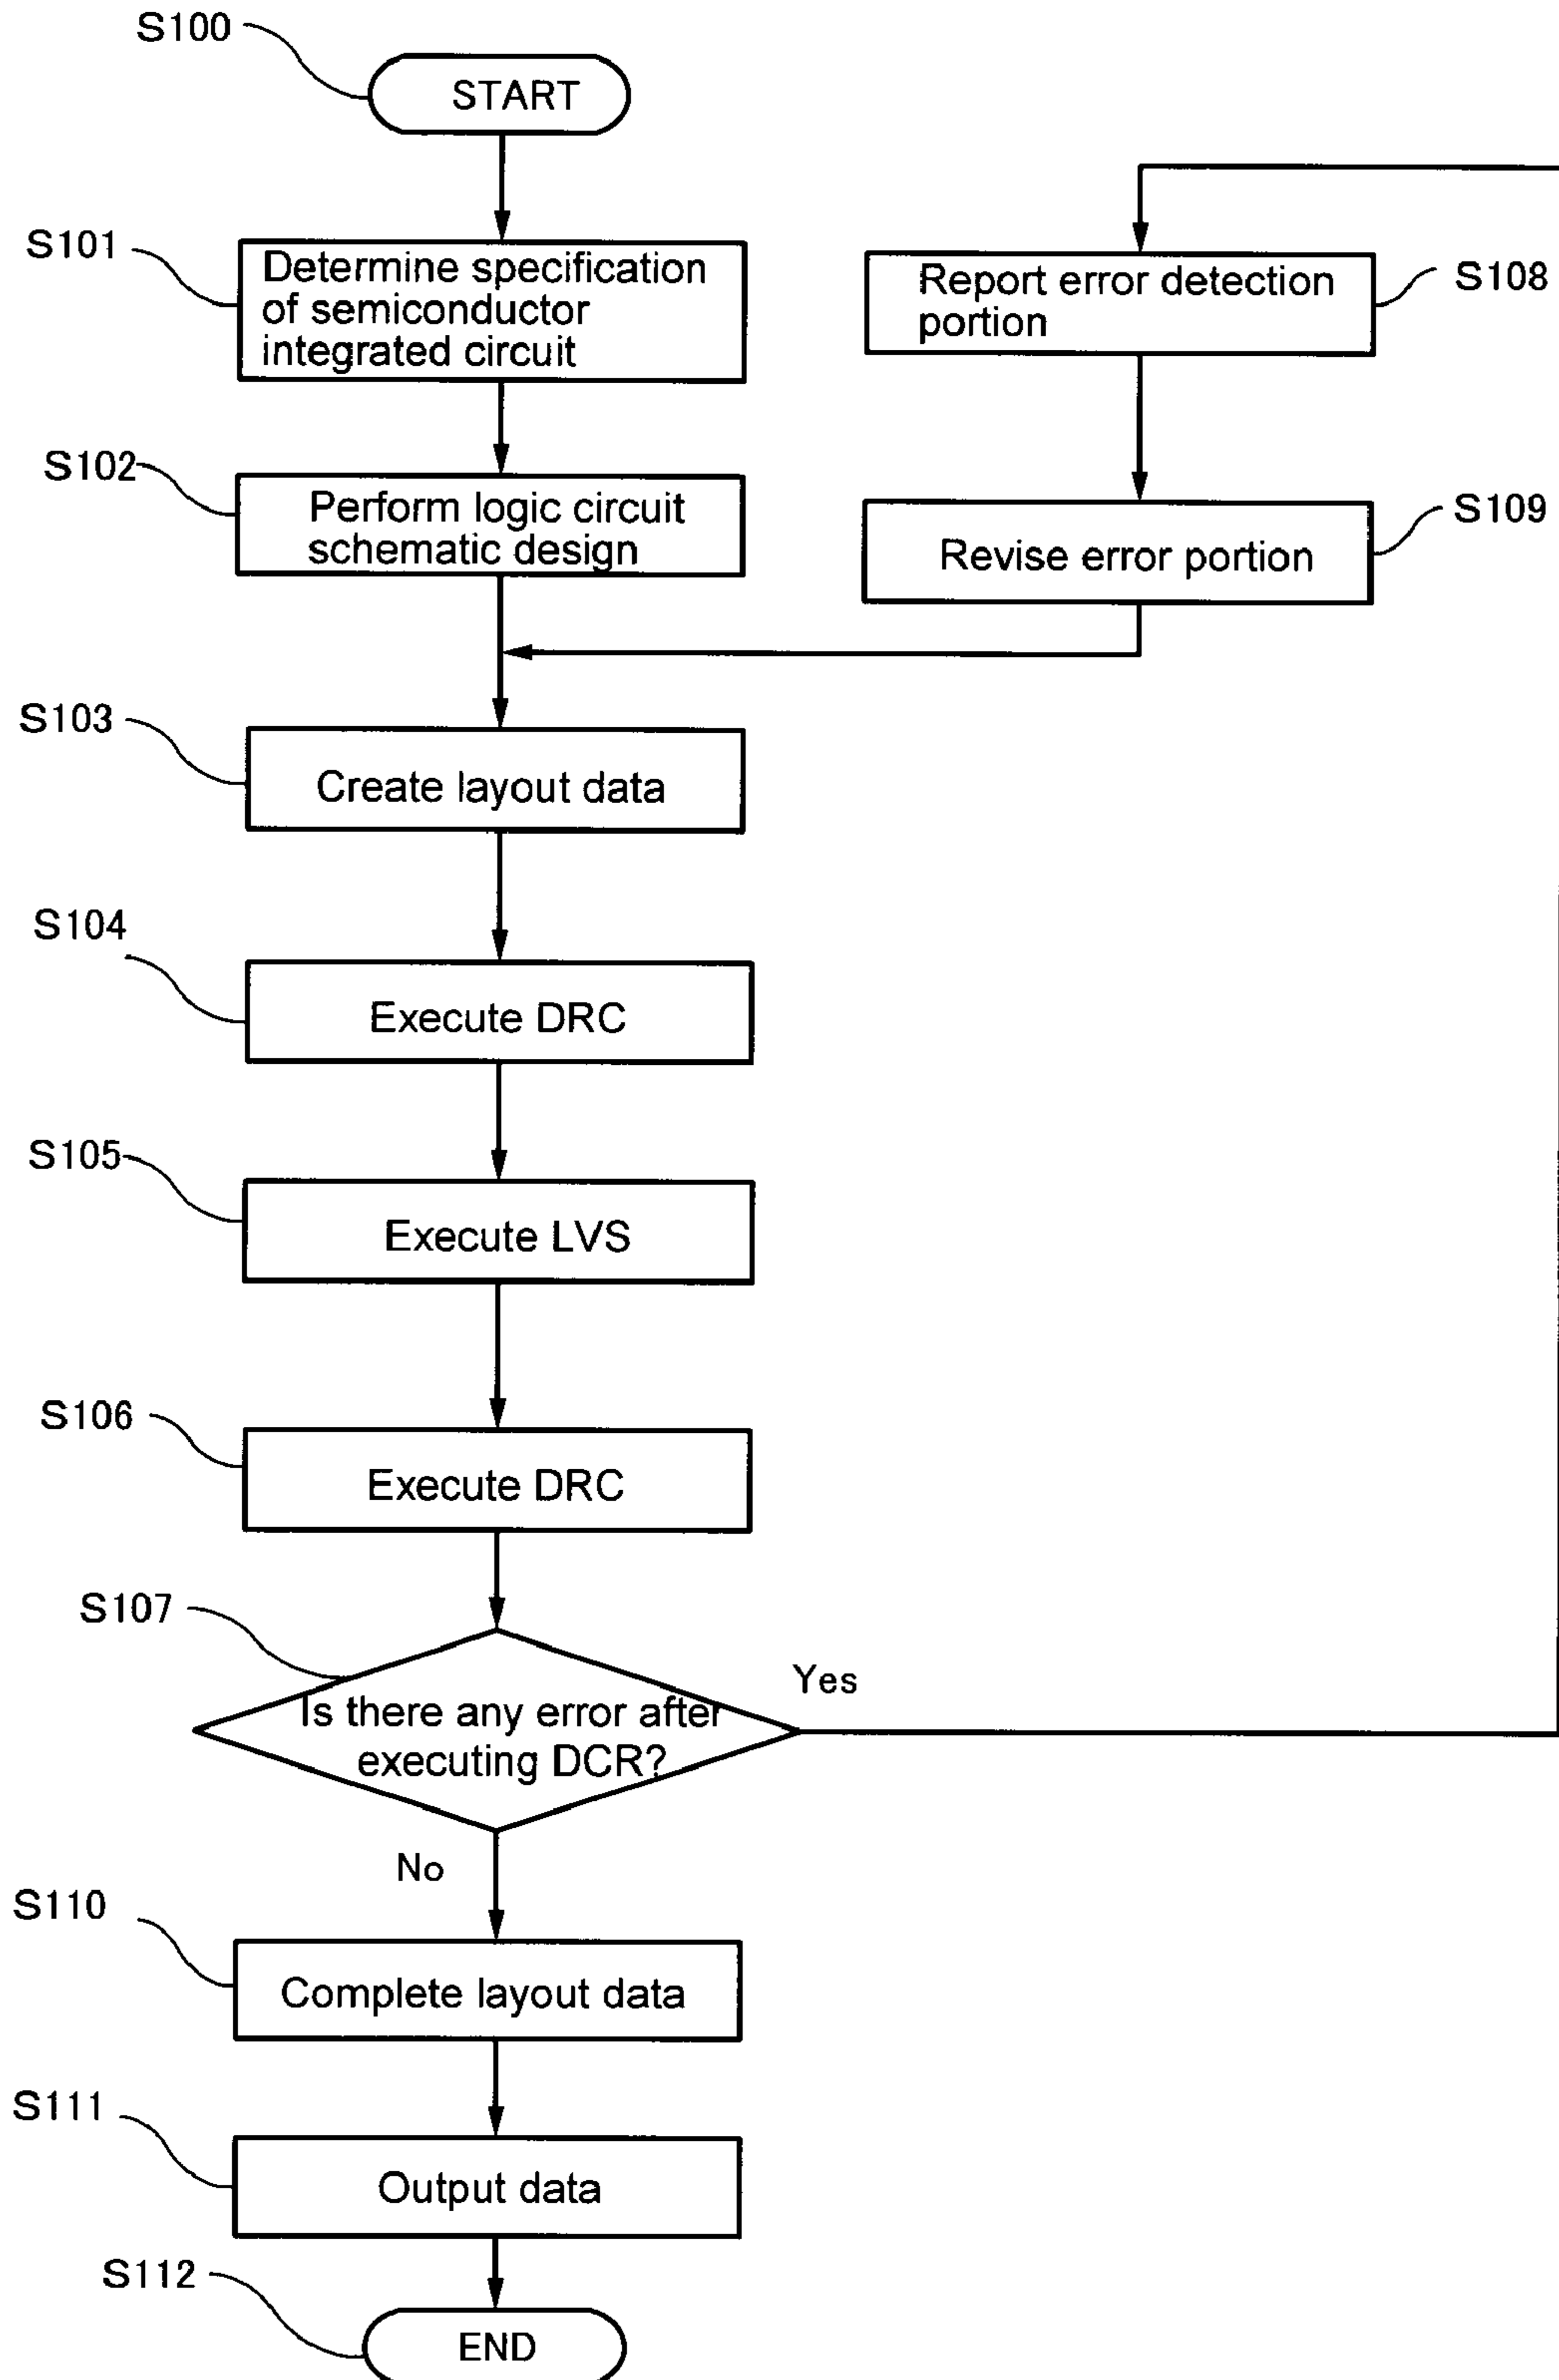 S100
START
S101
Determine specification
of semiconductor
integrated circuit
S102
Perform logic circuit
schematic design
S108
Report error detection
portion
S109
Revise error portion
S103
Create layout data
S104
Execute DRC
S105
Execute LVS
S106
Execute DRC
S107
Is there any error after
executing DCR?
Yes
No
S110
Complete layout data
S111
Output data
S112
END